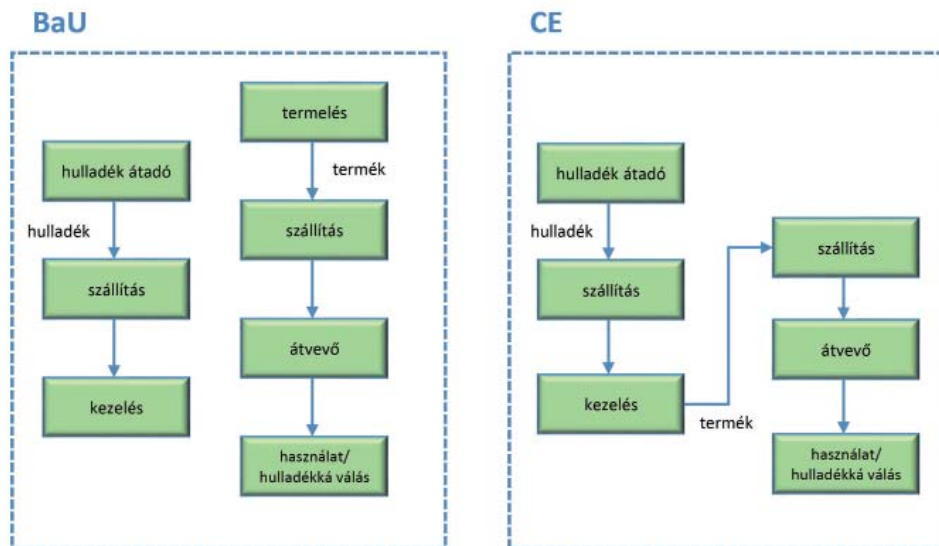 BaU
hulladék átadó
hulladék
szállítás
kezelés
termelés
termék
szállítás
átvevő
használat/
hulladékká válás
CE
hulladék átadó
hulladék
szállítás
kezelés
termék
szállítás
átvevő
használat/
hulladékká válás